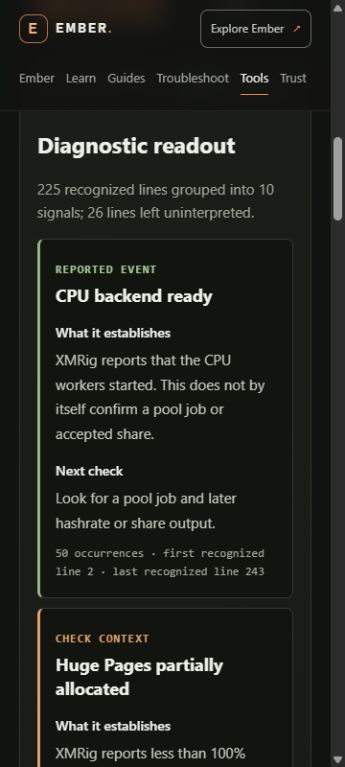 E EMBER.
Explore Ember ↗
Ember Learn Guides Troubleshoot Tools Trust
Diagnostic readout
225 recognized lines grouped into 10
signals; 26 lines left uninterpreted.
REPORTED EVENT
CPU backend ready
What it establishes
XMRig reports that the CPU
workers started. This does not by
itself confirm a pool job or
accepted share.
Next check
Look for a pool job and later
hashrate or share output.
50 occurrences · first recognized
line 2 · last recognized line 243
CHECK CONTEXT
Huge Pages partially
allocated
What it establishes
XMRig reports less than 100%